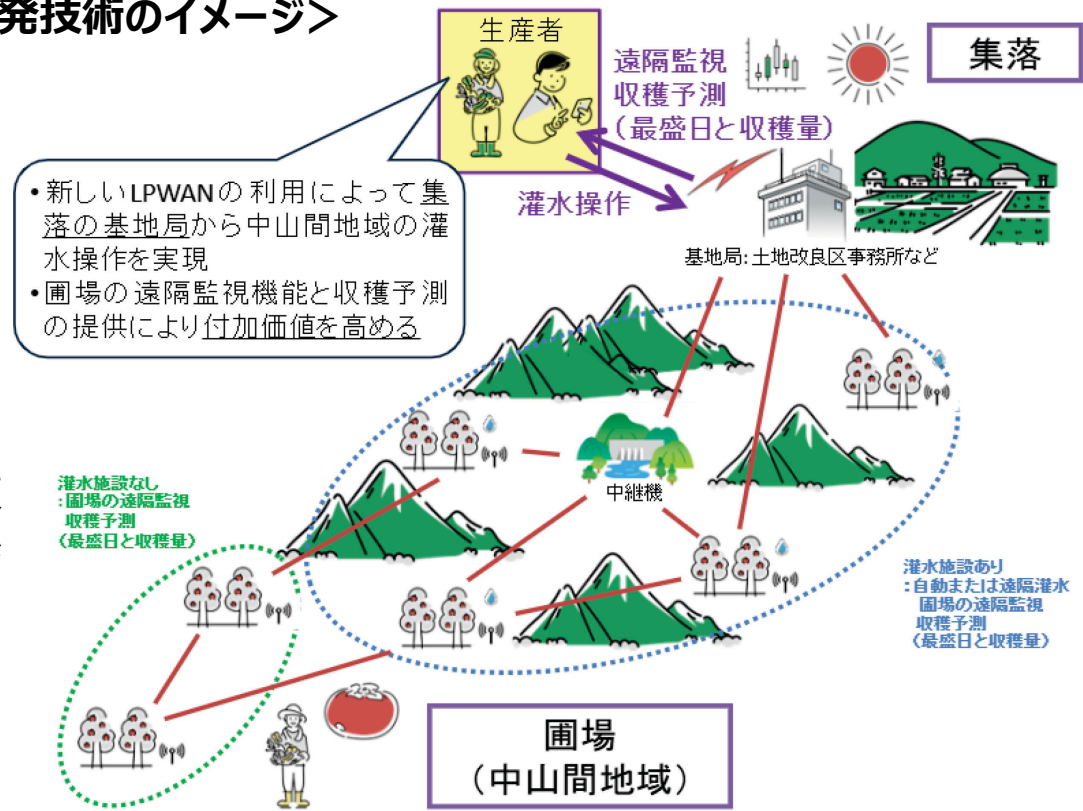 発技術のイメージ＞
生産者
遠隔監視
収穫予測
（最盛日と収穫量）
集落
灌水操作
・新しいLPWANの利用によって集
落の基地局から中山間地域の灌
水操作を実現
・圃場の遠隔監視機能と収穫予測
の提供により付加価値を高める
基地局:土地改良区事務所など
中継機
灌水施設なし
：圃場の遠隔監視
収穫予測
（最盛日と収穫量）
灌水施設あり
：自動または遠隔灌水
圃場の遠隔監視
収穫予測
（最盛日と収穫量）
圃場
（中山間地域）